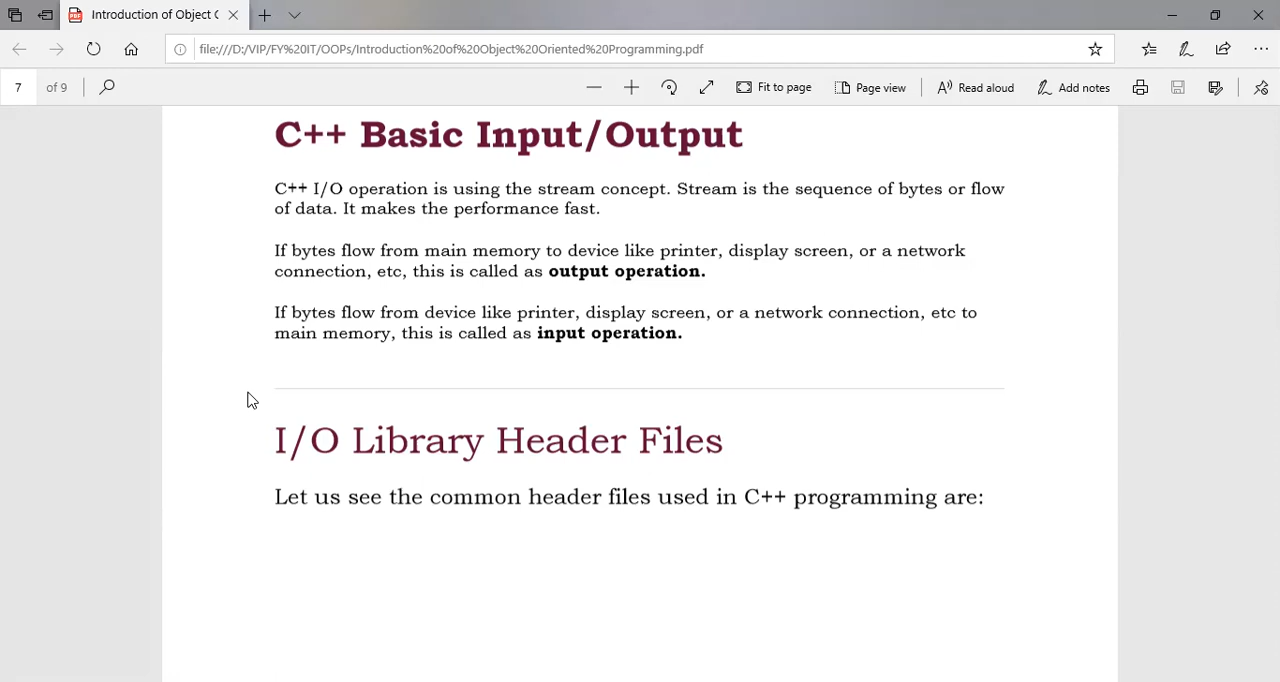 Introduction of Object C
file:///D:/VIP/FY%20IT/OOPs/Introduction%20of%20Object%20Oriented%20Programming.pdf
7 of 9 Fit to page Page view Read aloud Add notes
C++ Basic Input/Output
C++ I/O operation is using the stream concept. Stream is the sequence of bytes or flow
of data. It makes the performance fast.
If bytes flow from main memory to device like printer, display screen, or a network
connection, etc, this is called as output operation.
If bytes flow from device like printer, display screen, or a network connection, etc to
main memory, this is called as input operation.
I/O Library Header Files
Let us see the common header files used in C++ programming are: